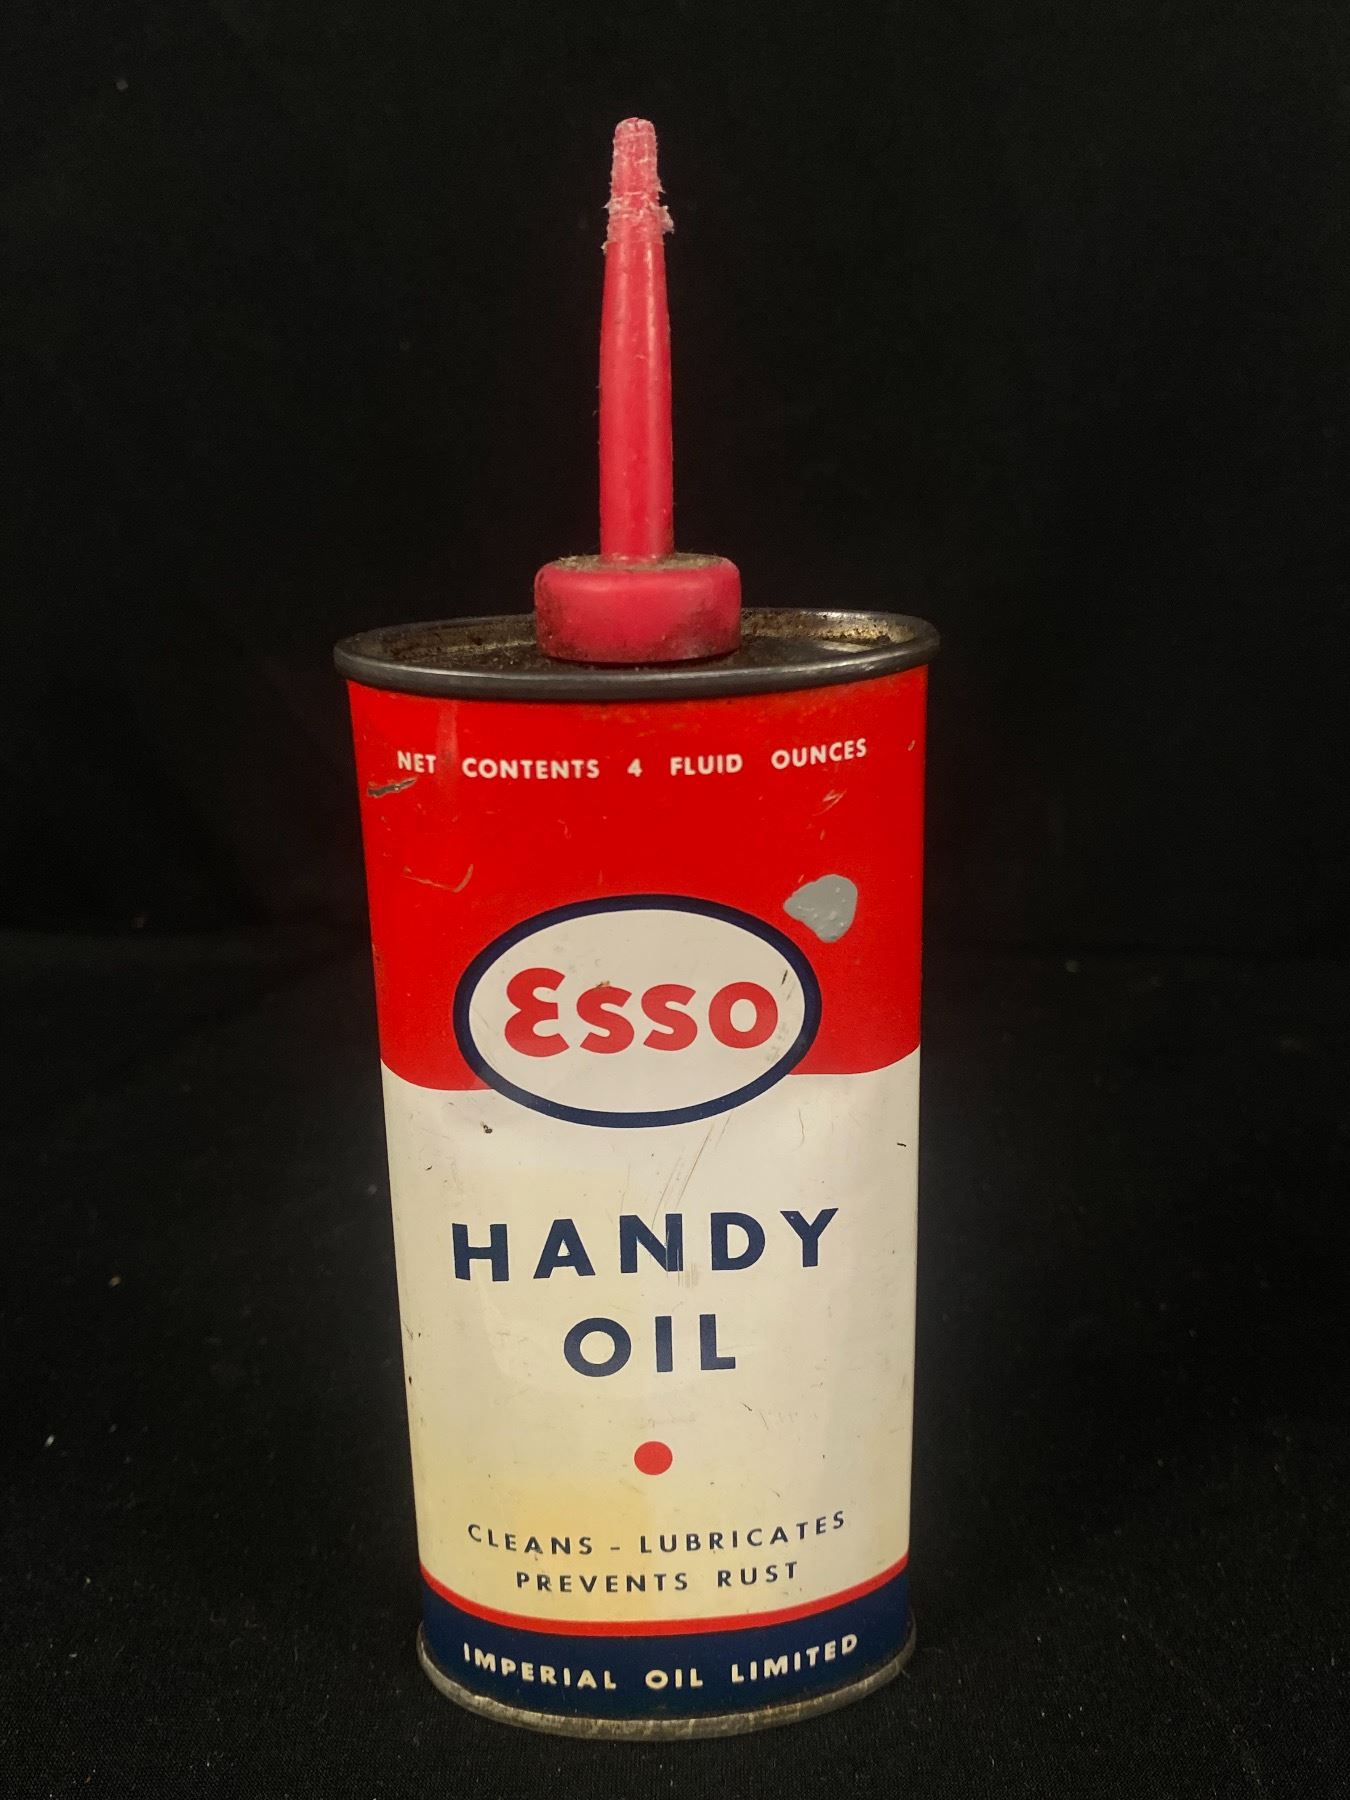 NET CONTENTS 4 FLUID OUNCES
Esso
HANDY
OIL
CLEANS - LUBRICATES
PREVENTS RUST
IMPERIAL OIL LIMITED